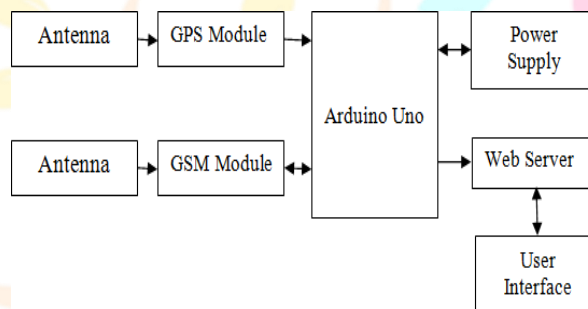 Antenna
GPS Module
Power
Supply
Arduino Uno
Antenna
GSM Module
Web Server
User
Interface